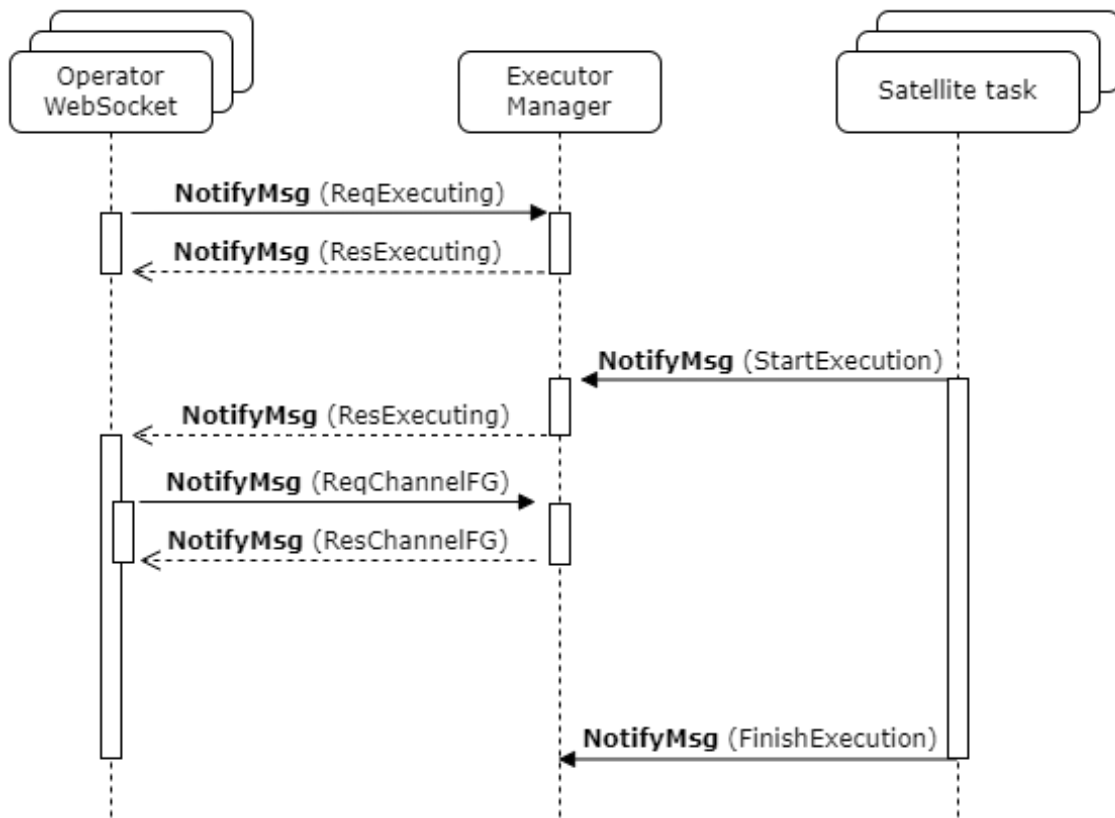 Operator
WebSocket
Executor
Manager
Satellite task
NotifyMsg (ReqExecuting)
NotifyMsg (ResExecuting)
NotifyMsg (StartExecution)
NotifyMsg (ResExecuting)
NotifyMsg (ReqChannelFG)
NotifyMsg (ResChannelFG)
NotifyMsg (FinishExecution)